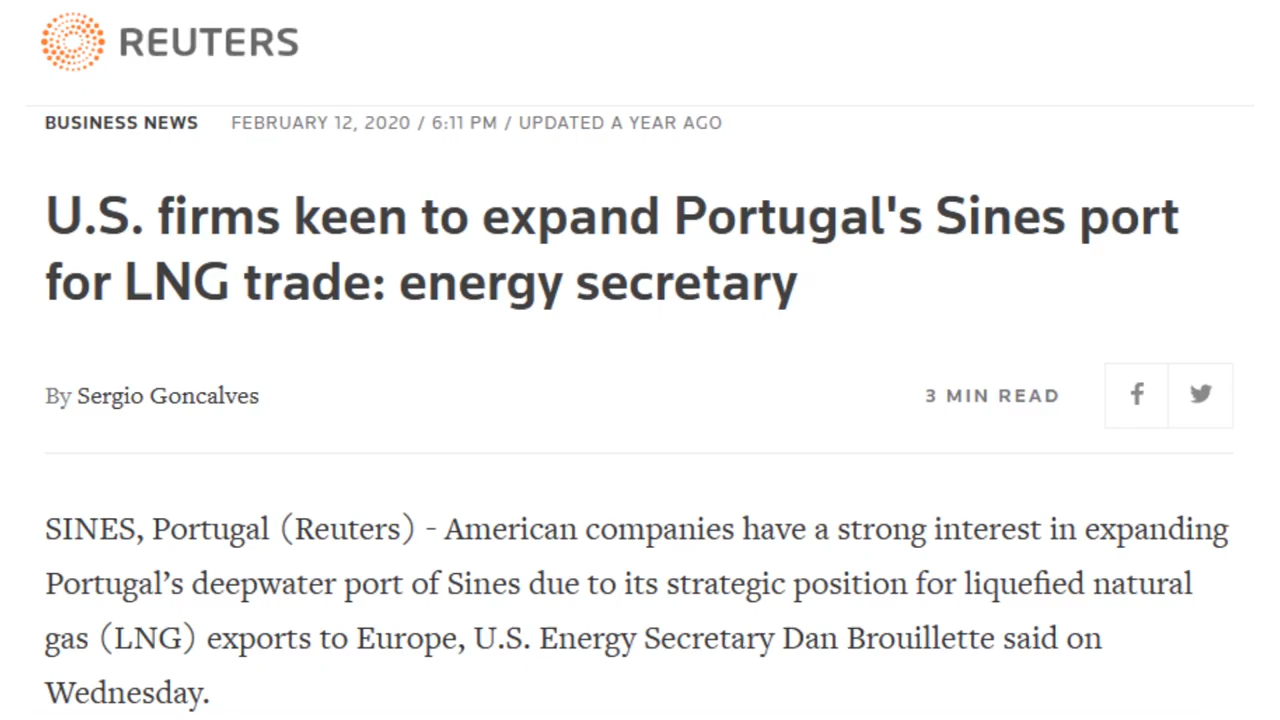 REUTERS
BUSINESS NEWS FEBRUARY 12, 2020 / 6:11 PM / UPDATED A YEAR AGO
U.S. firms keen to expand Portugal's Sines port
for LNG trade: energy secretary
By Sergio Goncalves 3 MIN READ
SINES, Portugal (Reuters) - American companies have a strong interest in expanding
Portugal’s deepwater port of Sines due to its strategic position for liquefied natural
gas (LNG) exports to Europe, U.S. Energy Secretary Dan Brouillette said on
Wednesday.